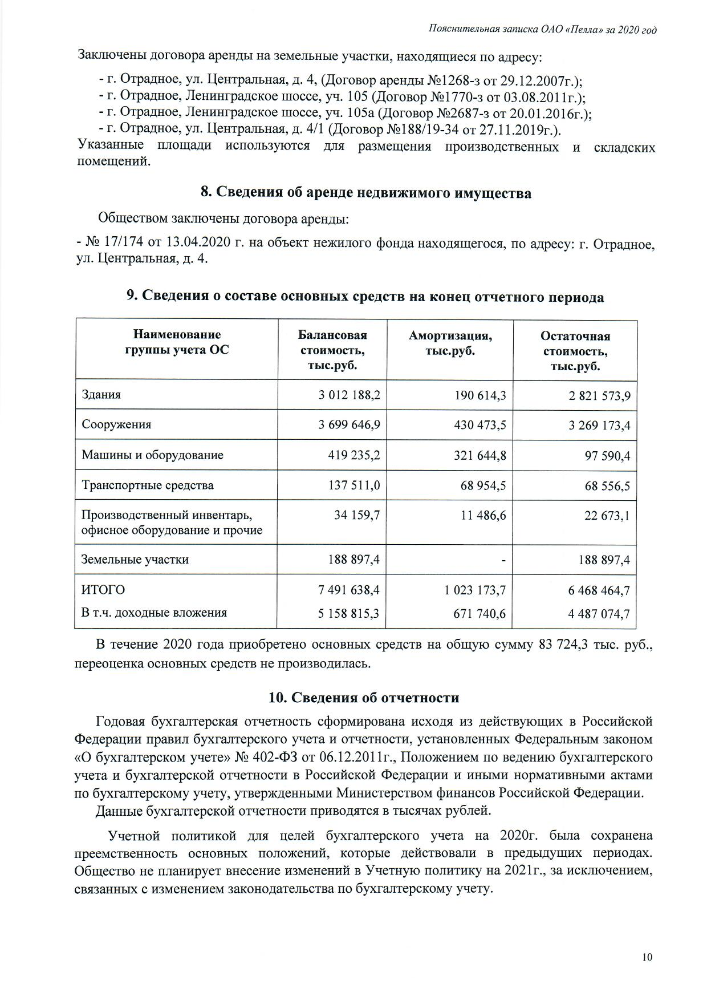 Пояснительная записка ОАО «Пелла» за 2020 год
Заключены договора аренды на земельные участки, находящиеся по адресу:
- г. Отрадное, ул. Центральная, д. 4, (Договор аренды №1268-з от 29.12.2007г.);
- г. Отрадное, Ленинградское шоссе, уч. 105 (Договор №1770-з от 03.08.2011г.);
- г. Отрадное, Ленинградское шоссе, уч. 105а (Договор №2687-з от 20.01.2016г.);
- г. Отрадное, ул. Центральная, д. 4/1 (Договор №188/19-34 от 27.11.2019г.).
Указанные площади используются для размещения производственных и складских
помещений.
8. Сведения об аренде недвижимого имущества
Обществом заключены договора аренды:
- № 17/174 от 13.04.2020 г. на объект нежилого фонда находящегося, по адресу: г. Отрадное,
ул. Центральная, д. 4.
9. Сведения о составе основных средств на конец отчетного периода
Наименование группы учета ОС Балансовая стоимость, тыс.руб. Амортизация, тыс.руб. Остаточная стоимость, тыс.руб.
Здания 3 012 188,2 190 614,3 2 821 573,9
Сооружения 3 699 646,9 430 473,5 3 269 173,4
Машины и оборудование 419 235,2 321 644,8 97 590,4
Транспортные средства 137 511,0 68 954,5 68 556,5
Производственный инвентарь, 34 159,7 11 486,6 22 673,1
офисное оборудование и прочие
Земельные участки 188 897,4 - 188 897,4
ИТОГО 7 491 638,4 1 023 173,7 6 468 464,7
В т.ч. доходные вложения 5 158 815,3 671 740,6 4 487 074,7
В течение 2020 года приобретено основных средств на общую сумму 83 724,3 тыс. руб.,
переоценка основных средств не производилась.
10. Сведения об отчетности
Годовая бухгалтерская отчетность сформирована исходя из действующих в Российской
Федерации правил бухгалтерского учета и отчетности, установленных Федеральным законом
«О бухгалтерском учете» № 402-ФЗ от 06.12.2011г., Положением по ведению бухгалтерского
учета и бухгалтерской отчетности в Российской Федерации и иными нормативными актами
по бухгалтерскому учету, утвержденными Министерством финансов Российской Федерации.
Данные бухгалтерской отчетности приводятся в тысячах рублей.
Учетной политикой для целей бухгалтерского учета на 2020г. была сохранена
преемственность основных положений, которые действовали в предыдущих периодах.
Общество не планирует внесение изменений в Учетную политику на 2021г., за исключением,
связанных с изменением законодательства по бухгалтерскому учету.
10